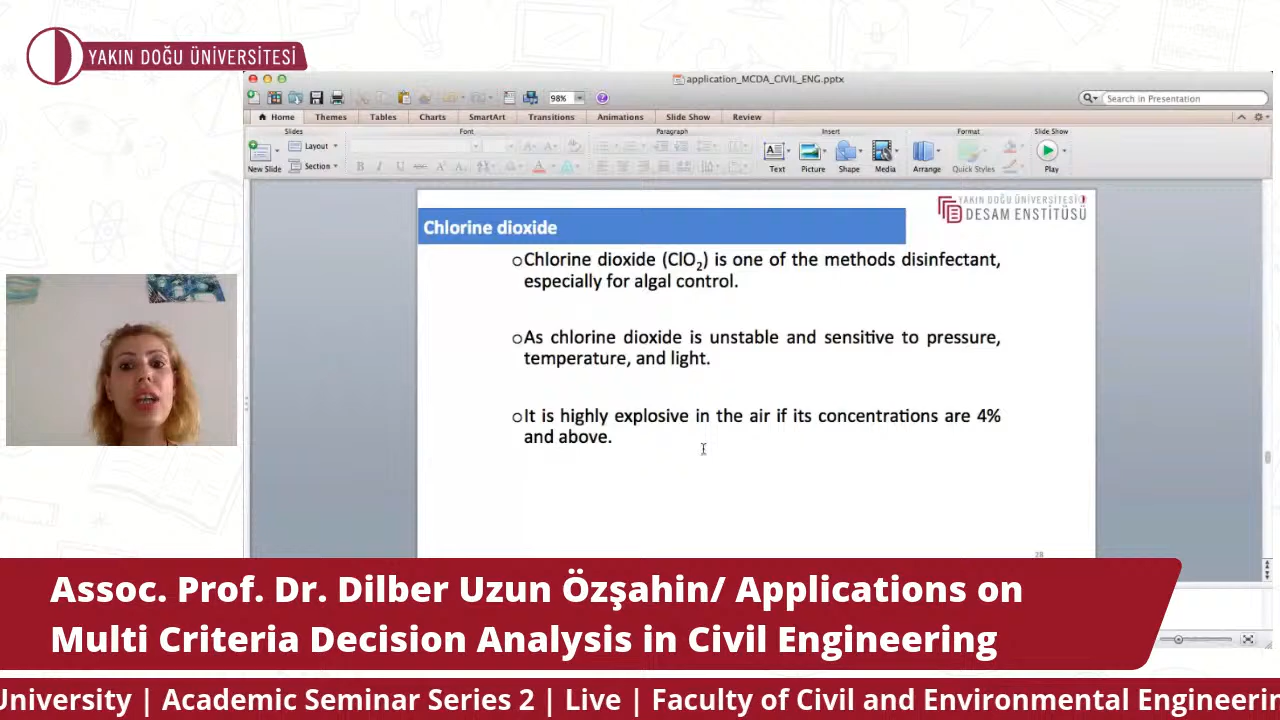 YAKIN DOĞU ÜNİVERSİTESİ
application_MCDA_CIVIL_ENG.pptx
98%
Search in Presentation
Home Themes Tables Charts SmartArt Transitions Animations Slide Show Review
Slides Font Paragraph Insert Format Slide Show
Layout
Section
New Slide Text Picture Shape Media Arrange Quick Styles Play
YAKIN DOĞU ÜNİVERSİTESİ
DESAM ENSTİTÜSÜ
Chlorine dioxide
Chlorine dioxide (ClO₂) is one of the methods disinfectant,
especially for algal control.
As chlorine dioxide is unstable and sensitive to pressure,
temperature, and light.
It is highly explosive in the air if its concentrations are 4%
and above.
28
Assoc. Prof. Dr. Dilber Uzun Özşahin/ Applications on
Multi Criteria Decision Analysis in Civil Engineering
University | Academic Seminar Series 2 | Live | Faculty of Civil and Environmental Engineerin